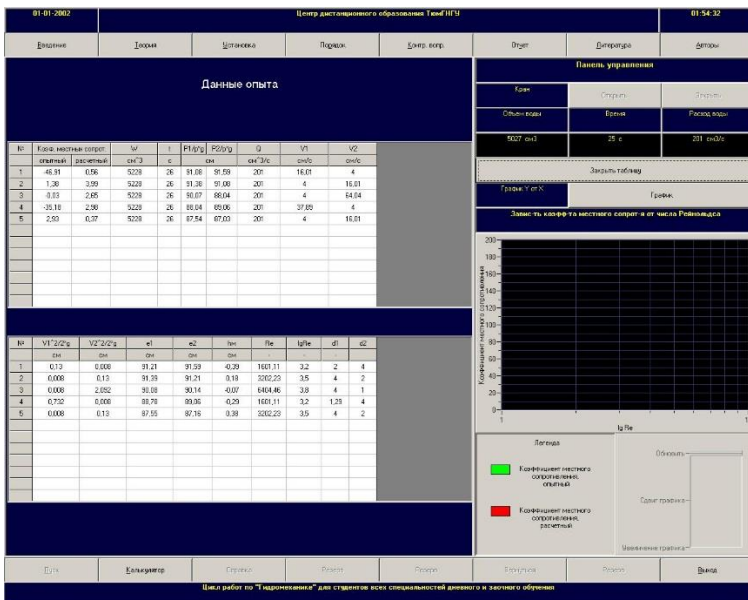 01-01-2002 Центр дистанционного образования ТюмГНГУ 01:54:32
Введение Теория Установка Порядок Контр. вопр. Отчет Литература Авторы
Данные опыта
Панель управления
Кран Открыть Закрыть
Объем воды Время Расход воды
5027 см3 25 с 201 см3/с
Закрыть таблицу
График Y от X График
Завис-ть коэфф-та местного сопрот-я от числа Рейнольдса
№ Коэф. местных сопрот. W t P1/p*g P2/p*g Q V1 V2
опытный расчетный см^3 с см см^3/с см/с см/с
1 -46,91 0,56 5228 26 91,08 91,59 201 16,01 4
2 1,38 3,99 5228 26 91,38 91,08 201 4 16,01
3 -0,03 2,65 5228 26 90,07 88,04 201 4 64,04
4 -35,18 2,98 5228 26 88,04 89,06 201 37,89 4
5 2,93 0,37 5228 26 87,54 87,03 201 4 16,01
№ V1^2/2*g V2^2/2*g e1 e2 hм Re lgRe d1 d2
см см см см см - - - -
1 0,13 0,008 91,21 91,59 -0,39 1601,11 3,2 2 4
2 0,008 0,13 91,39 91,21 0,18 3202,23 3,5 4 2
3 0,008 2,092 90,08 90,14 -0,07 6404,46 3,8 4 1
4 0,732 0,008 88,78 89,06 -0,29 1601,11 3,2 1,29 4
5 0,008 0,13 87,55 87,16 0,38 3202,23 3,5 4 2
Коэффициент местного сопротивления
200
180
160
140
120
100
80
60
40
20
0
1 1
lg Re
Легенда
Коэффициент местного
сопротивления,
опытный
Коэффициент местного
сопротивления,
расчетный
Обновить
Сдвиг графика
Увеличение графика
Пуск Калькулятор Справка Вернуться Выход
Цикл работ по "Гидромеханике" для студентов всех специальностей дневного и заочного обучения